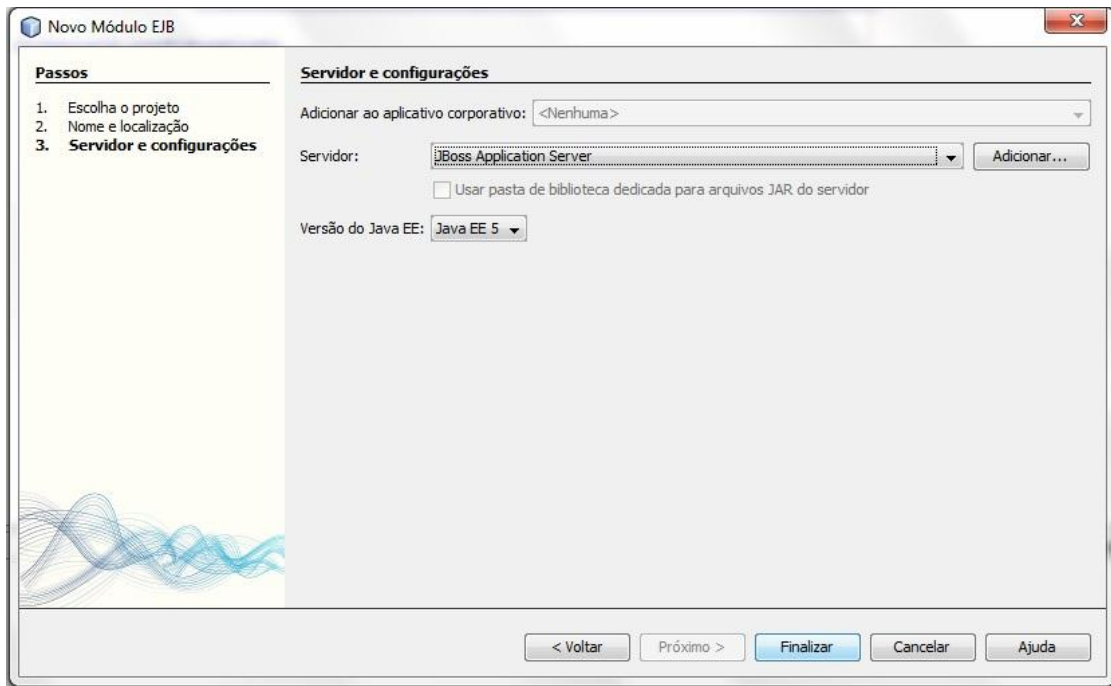 Novo Módulo EJB
Passos
1. Escolha o projeto
2. Nome e localização
3. Servidor e configurações
Servidor e configurações
Adicionar ao aplicativo corporativo: <Nenhuma>
Servidor: JBoss Application Server Adicionar...
Usar pasta de biblioteca dedicada para arquivos JAR do servidor
Versão do Java EE: Java EE 5
< Voltar Próximo > Finalizar Cancelar Ajuda